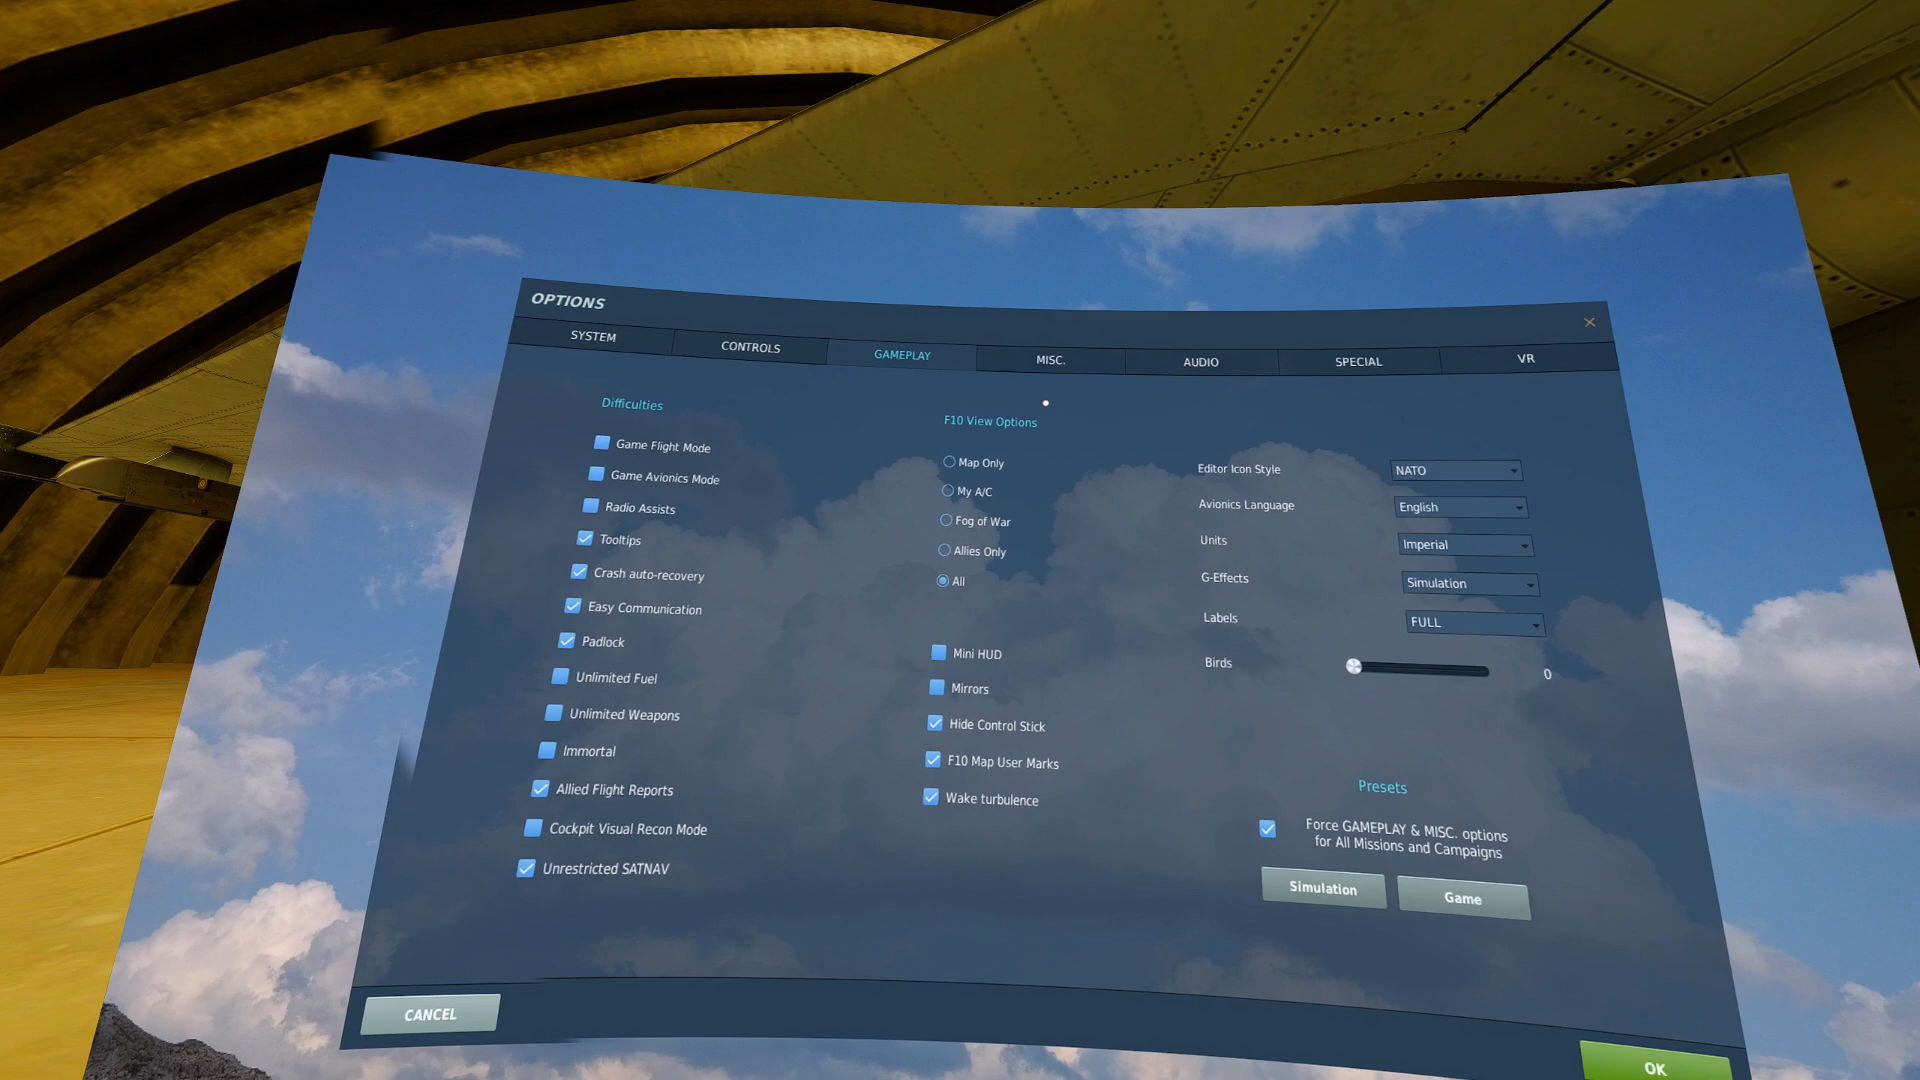 OPTIONS
SYSTEM
CONTROLS
GAMEPLAY
MISC.
AUDIO
SPECIAL
VR
Difficulties
Game Flight Mode
Game Avionics Mode
Radio Assists
Tooltips
Crash auto-recovery
Easy Communication
Padlock
Unlimited Fuel
Unlimited Weapons
Immortal
Allied Flight Reports
Cockpit Visual Recon Mode
Unrestricted SATNAV
F10 View Options
Map Only
My A/C
Fog of War
Allies Only
All
Mini HUD
Mirrors
Hide Control Stick
F10 Map User Marks
Wake turbulence
Editor Icon Style NATO
Avionics Language English
Units Imperial
G-Effects Simulation
Labels FULL
Birds 0
Presets
Force GAMEPLAY & MISC. options
for All Missions and Campaigns
Simulation
Game
CANCEL
OK